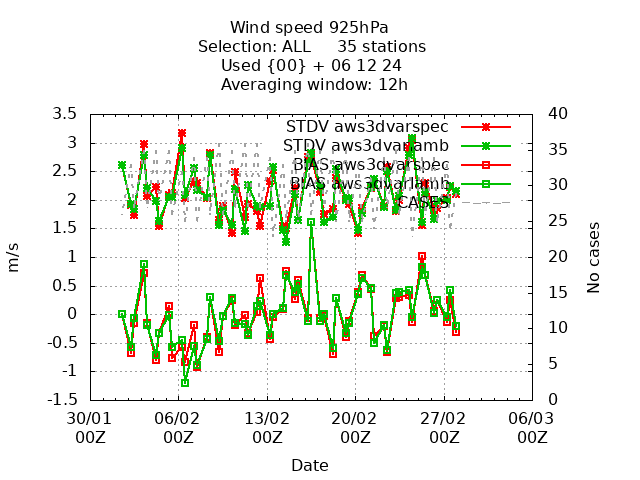 Wind speed 925hPa
Selection: ALL     35 stations
Used {00} + 06 12 24
Averaging window: 12h
STDV aws3dvarspec
STDV aws3dvarlamb
BIAS aws3dvarspec
BIAS aws3dvarlamb
CASES
3.5
3
2.5
2
1.5
1
0.5
0
-0.5
-1
-1.5
40
35
30
25
20
15
10
5
0
m/s
No cases
30/01 06/02 13/02 20/02 27/02 06/03
00Z 00Z 00Z 00Z 00Z 00Z
Date